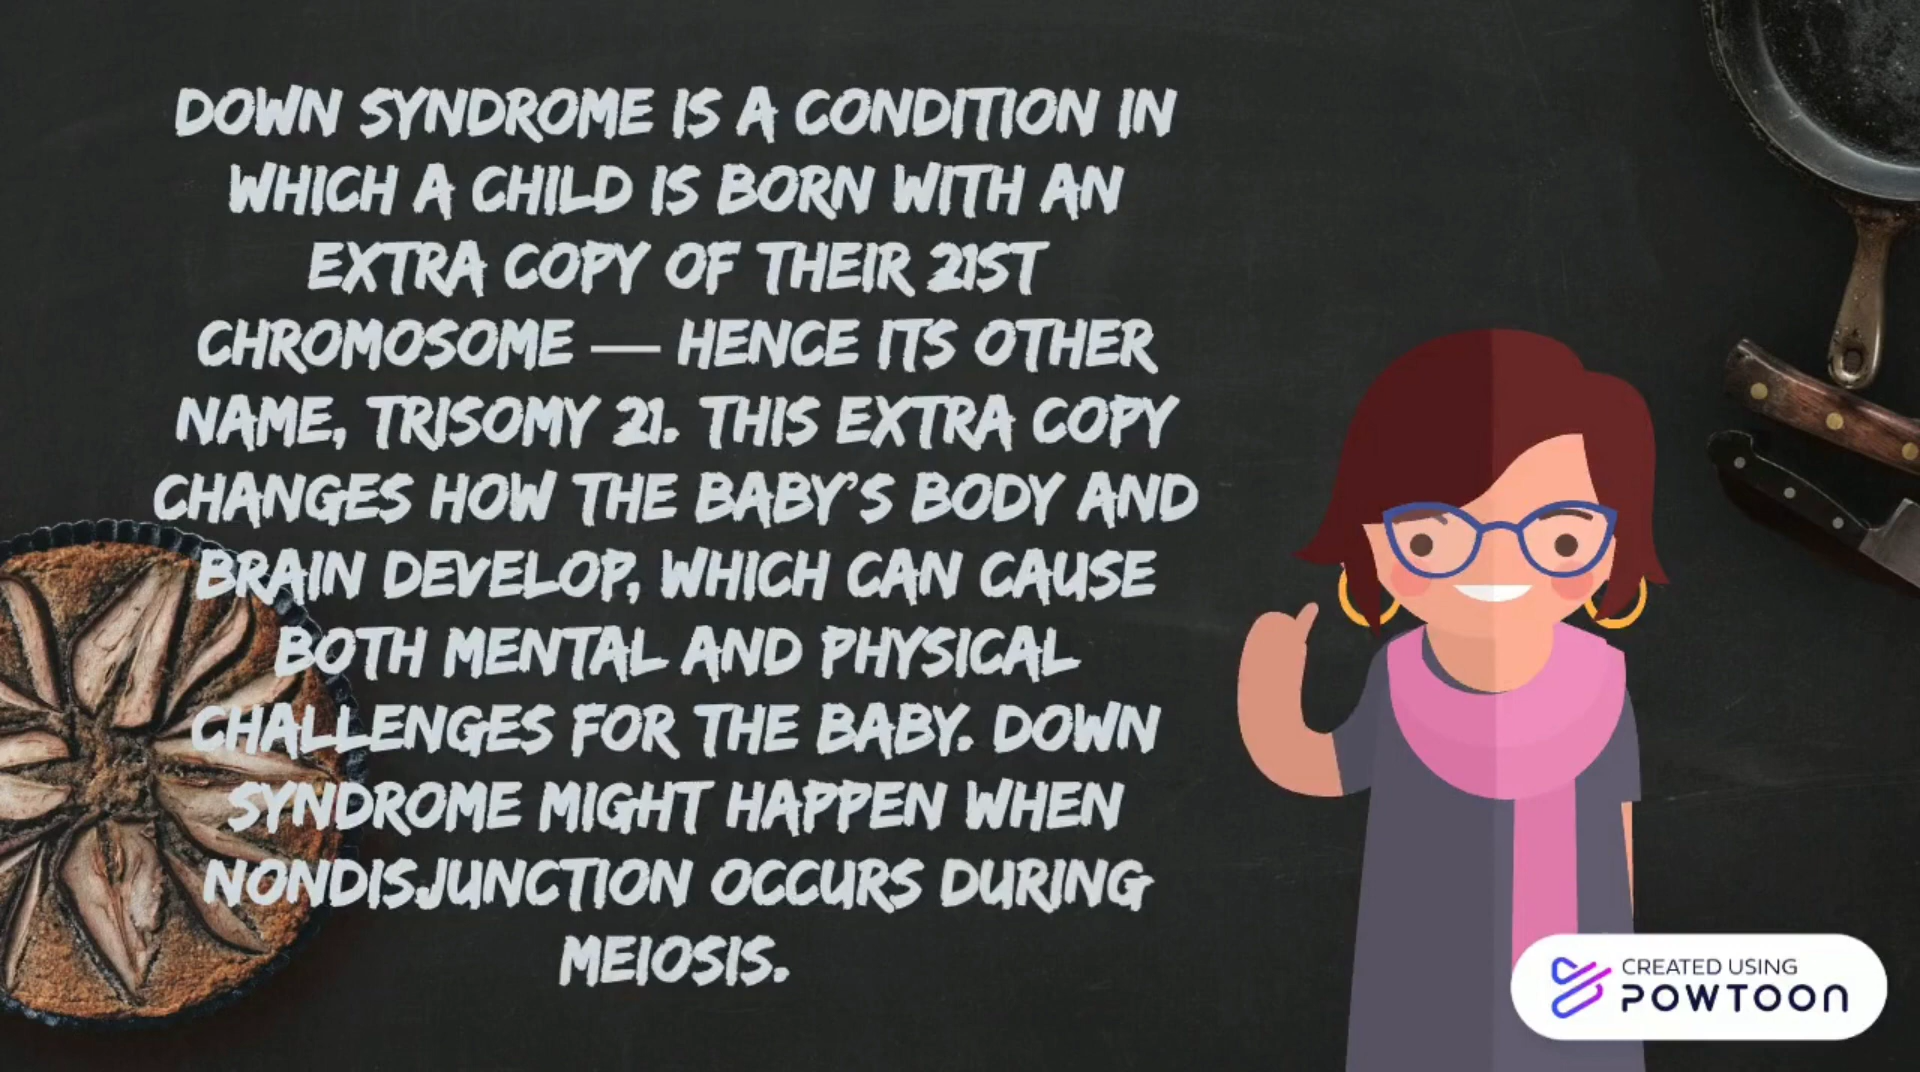 DOWN SYNDROME IS A CONDITION IN
WHICH A CHILD IS BORN WITH AN
EXTRA COPY OF THEIR 21ST
CHROMOSOME — HENCE ITS OTHER
NAME, TRISOMY 21. THIS EXTRA COPY
CHANGES HOW THE BABY'S BODY AND
BRAIN DEVELOP, WHICH CAN CAUSE
BOTH MENTAL AND PHYSICAL
CHALLENGES FOR THE BABY. DOWN
SYNDROME MIGHT HAPPEN WHEN
NONDISJUNCTION OCCURS DURING
MEIOSIS.
CREATED USING
POWTOON